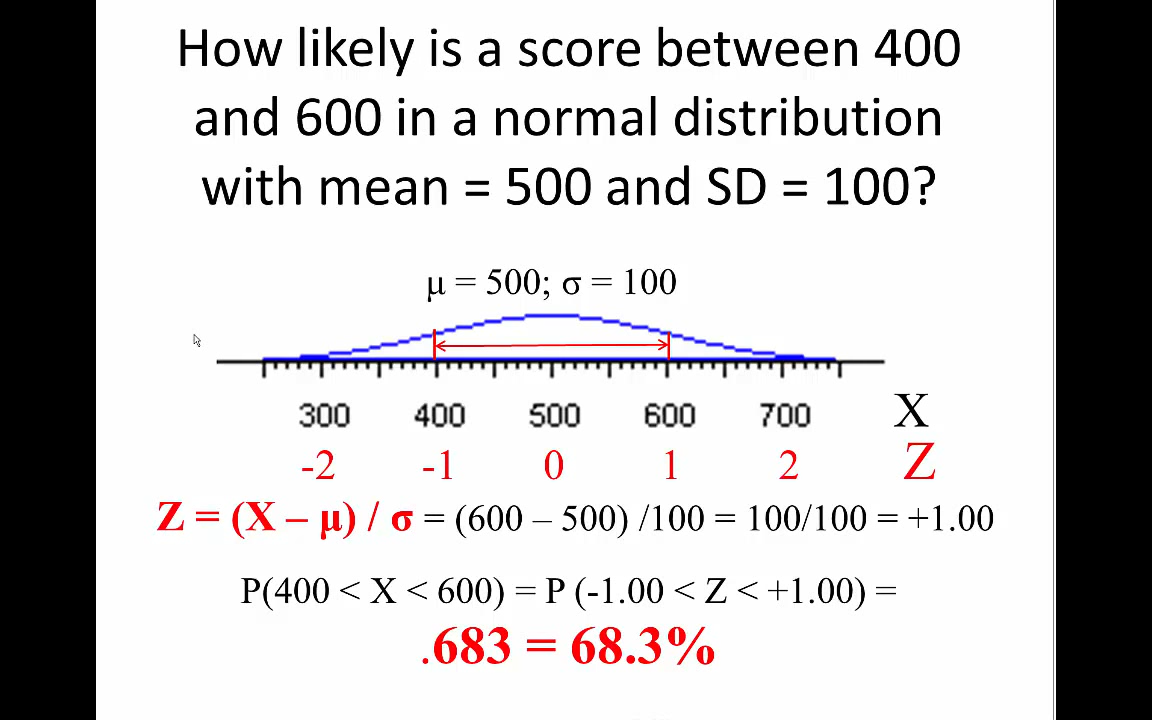 How likely is a score between 400
and 600 in a normal distribution
with mean = 500 and SD = 100?
μ = 500; σ = 100
300 400 500 600 700 X
-2 -1 0 1 2 Z
Z = (X – μ) / σ = (600 – 500) /100 = 100/100 = +1.00
P(400 < X < 600) = P (-1.00 < Z < +1.00) =
.683 = 68.3%